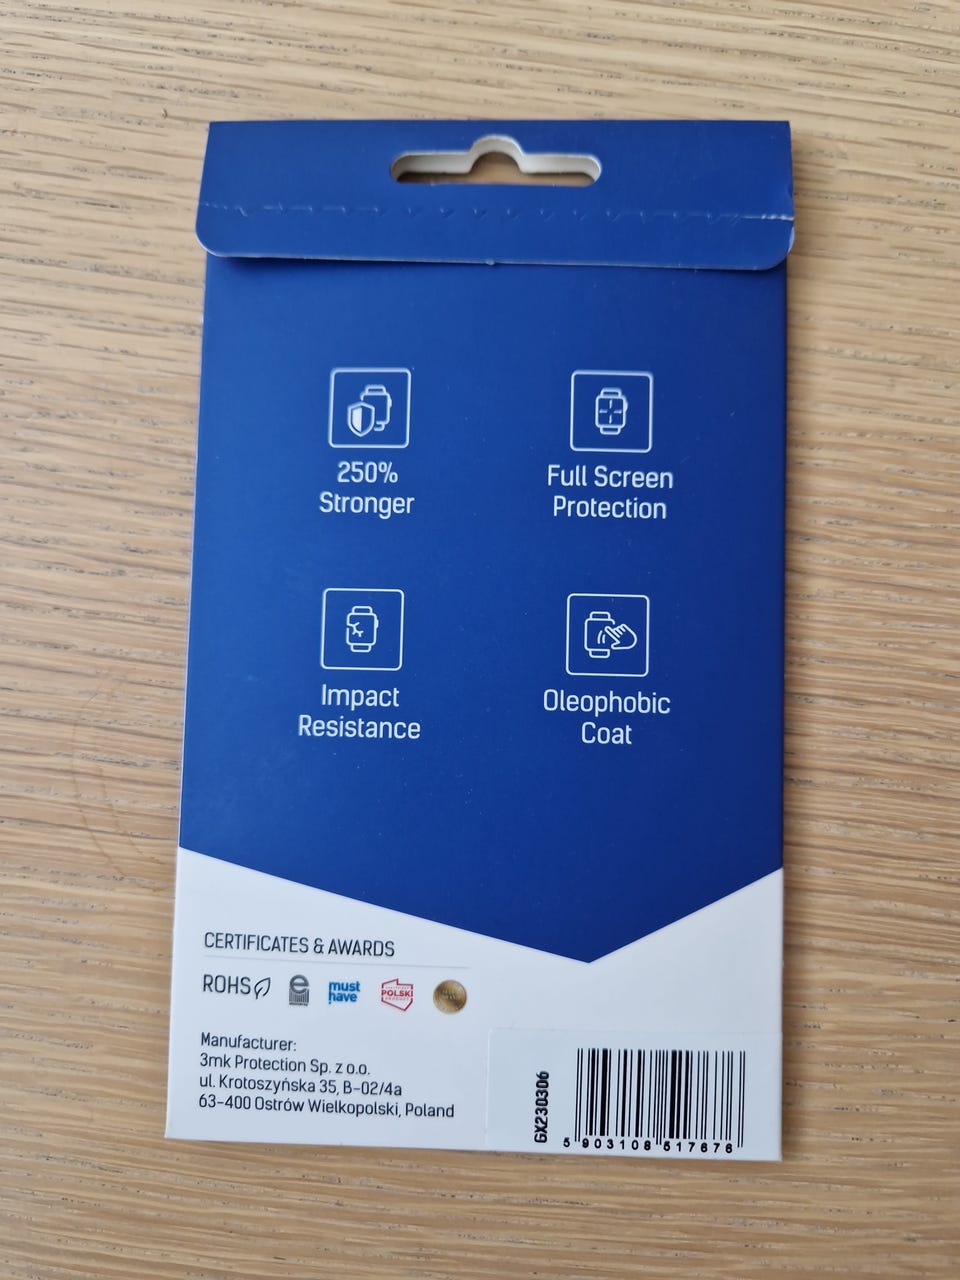 250%
Stronger
Full Screen
Protection
Impact
Resistance
Oleophobic
Coat
CERTIFICATES & AWARDS
ROHS
e
must
have
POLSKI
Manufacturer:
3mk Protection Sp. z o.o.
ul. Krotoszyńska 35, B-02/4a
63-400 Ostrów Wielkopolski, Poland
GX230306
5 903108 517676